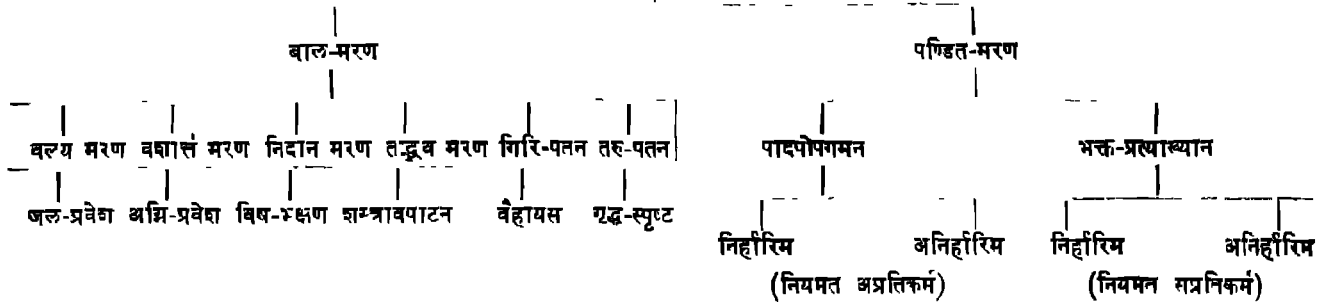 बाल-मरण पण्डित-मरण
वलय मरण वशार्त्त मरण निदान मरण तद्भव मरण गिरि-पतन तरु-पतन पादपोपगमन भक्त-प्रत्याख्यान
जल-प्रवेश अग्नि-प्रवेश विष-भक्षण शस्त्रावपाटन वैहायस गृद्ध-स्पृष्ट
निर्हारिम अनिर्हारिम निर्हारिम अनिर्हारिम
(नियमत अप्रतिकर्म) (नियमत सप्रतिकर्म)